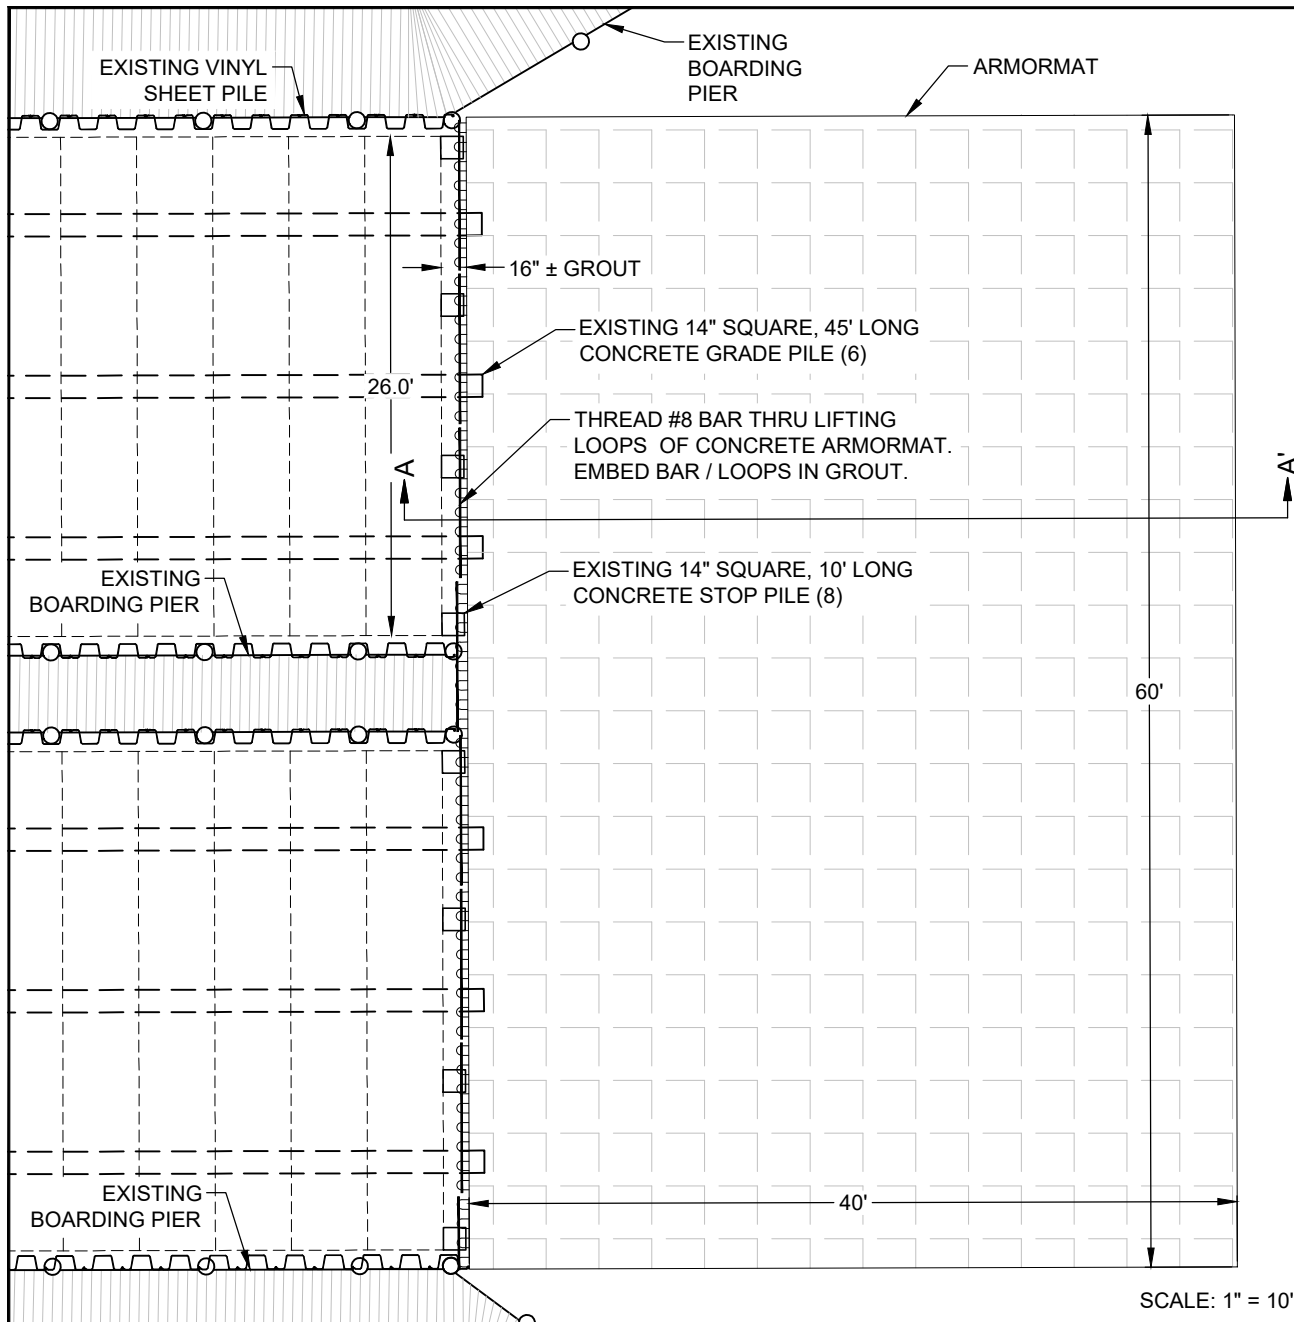 EXISTING VINYL
SHEET PILE
EXISTING
BOARDING
PIER
ARMORMAT
16" ± GROUT
EXISTING 14" SQUARE, 45' LONG
CONCRETE GRADE PILE (6)
26.0'
THREAD #8 BAR THRU LIFTING
LOOPS OF CONCRETE ARMORMAT.
EMBED BAR / LOOPS IN GROUT.
A
A'
EXISTING
BOARDING PIER
EXISTING 14" SQUARE, 10' LONG
CONCRETE STOP PILE (8)
60'
EXISTING
BOARDING PIER
40'
SCALE: 1" = 10'